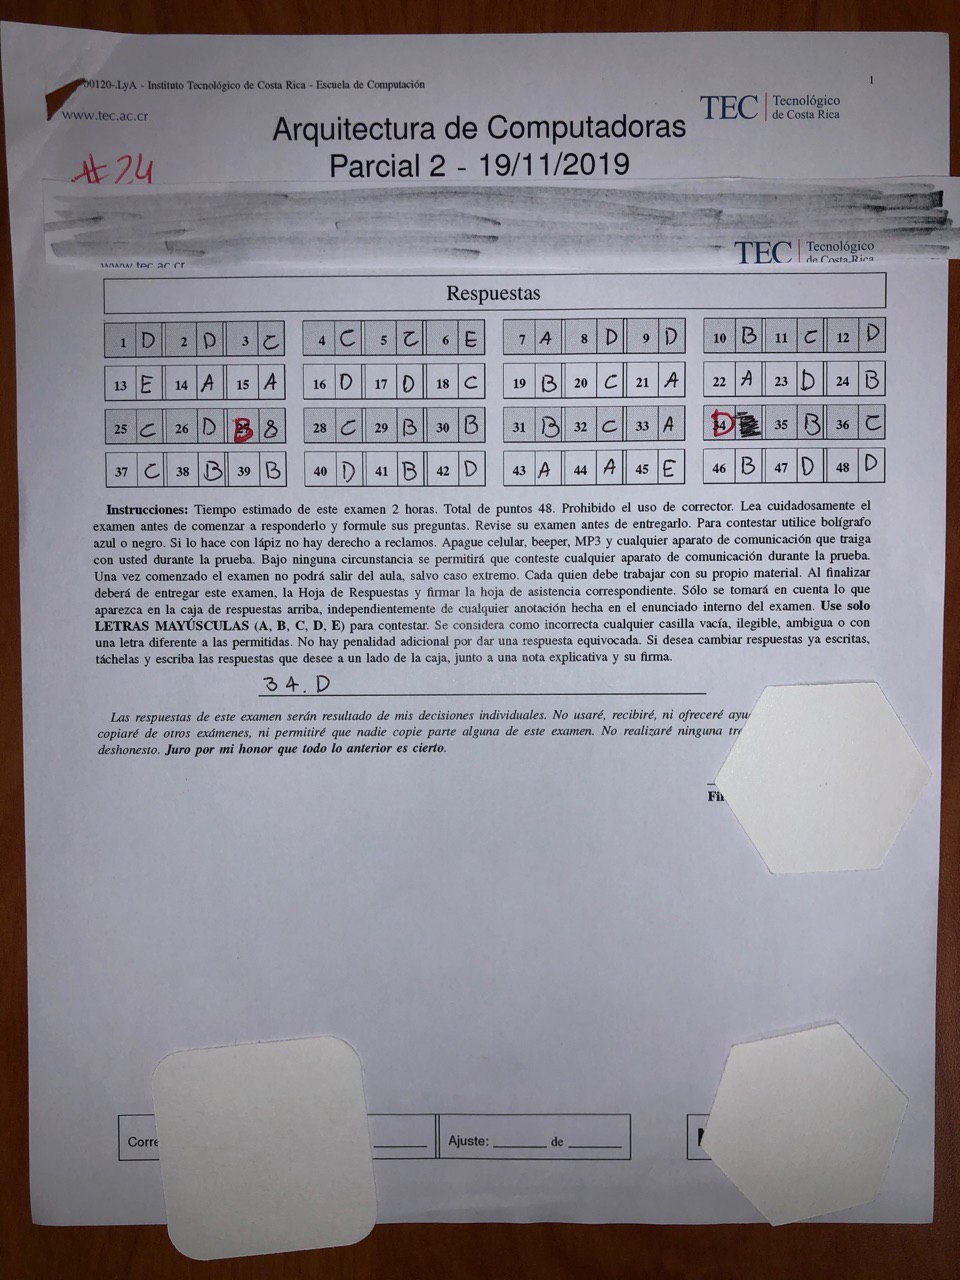 00120-.LyA - Instituto Tecnológico de Costa Rica - Escuela de Computación
1
www.tec.ac.cr
TEC Tecnológico de Costa Rica
Arquitectura de Computadoras
Parcial 2 - 19/11/2019
#24
TEC Tecnológico de Costa Rica
www.tec.ac.cr
Respuestas
1 D 2 D 3 C 4 C 5 C 6 E 7 A 8 D 9 D 10 B 11 C 12 D
13 E 14 A 15 A 16 D 17 D 18 C 19 B 20 C 21 A 22 A 23 D 24 B
25 C 26 D B 8 28 C 29 B 30 B 31 B 32 C 33 A 34 D 35 B 36 C
37 C 38 B 39 B 40 D 41 B 42 D 43 A 44 A 45 E 46 B 47 D 48 D
Instrucciones: Tiempo estimado de este examen 2 horas. Total de puntos 48. Prohibido el uso de corrector. Lea cuidadosamente el
examen antes de comenzar a responderlo y formule sus preguntas. Revise su examen antes de entregarlo. Para contestar utilice bolígrafo
azul o negro. Si lo hace con lápiz no hay derecho a reclamos. Apague celular, beeper, MP3 y cualquier aparato de comunicación que traiga
con usted durante la prueba. Bajo ninguna circunstancia se permitirá que conteste cualquier aparato de comunicación durante la prueba.
Una vez comenzado el examen no podrá salir del aula, salvo caso extremo. Cada quien debe trabajar con su propio material. Al finalizar
deberá de entregar este examen, la Hoja de Respuestas y firmar la hoja de asistencia correspondiente. Sólo se tomará en cuenta lo que
aparezca en la caja de respuestas arriba, independientemente de cualquier anotación hecha en el enunciado interno del examen. Use solo
LETRAS MAYÚSCULAS (A, B, C, D, E) para contestar. Se considera como incorrecta cualquier casilla vacía, ilegible, ambigua o con
una letra diferente a las permitidas. No hay penalidad adicional por dar una respuesta equivocada. Si desea cambiar respuestas ya escritas,
táchelas y escriba las respuestas que desee a un lado de la caja, junto a una nota explicativa y su firma.
34. D
Las respuestas de este examen serán resultado de mis decisiones individuales. No usaré, recibiré, ni ofreceré ayu
copiaré de otros exámenes, ni permitiré que nadie copie parte alguna de este examen. No realizaré ninguna tr
deshonesto. Juro por mi honor que todo lo anterior es cierto.
Fi
Corre
Ajuste: de